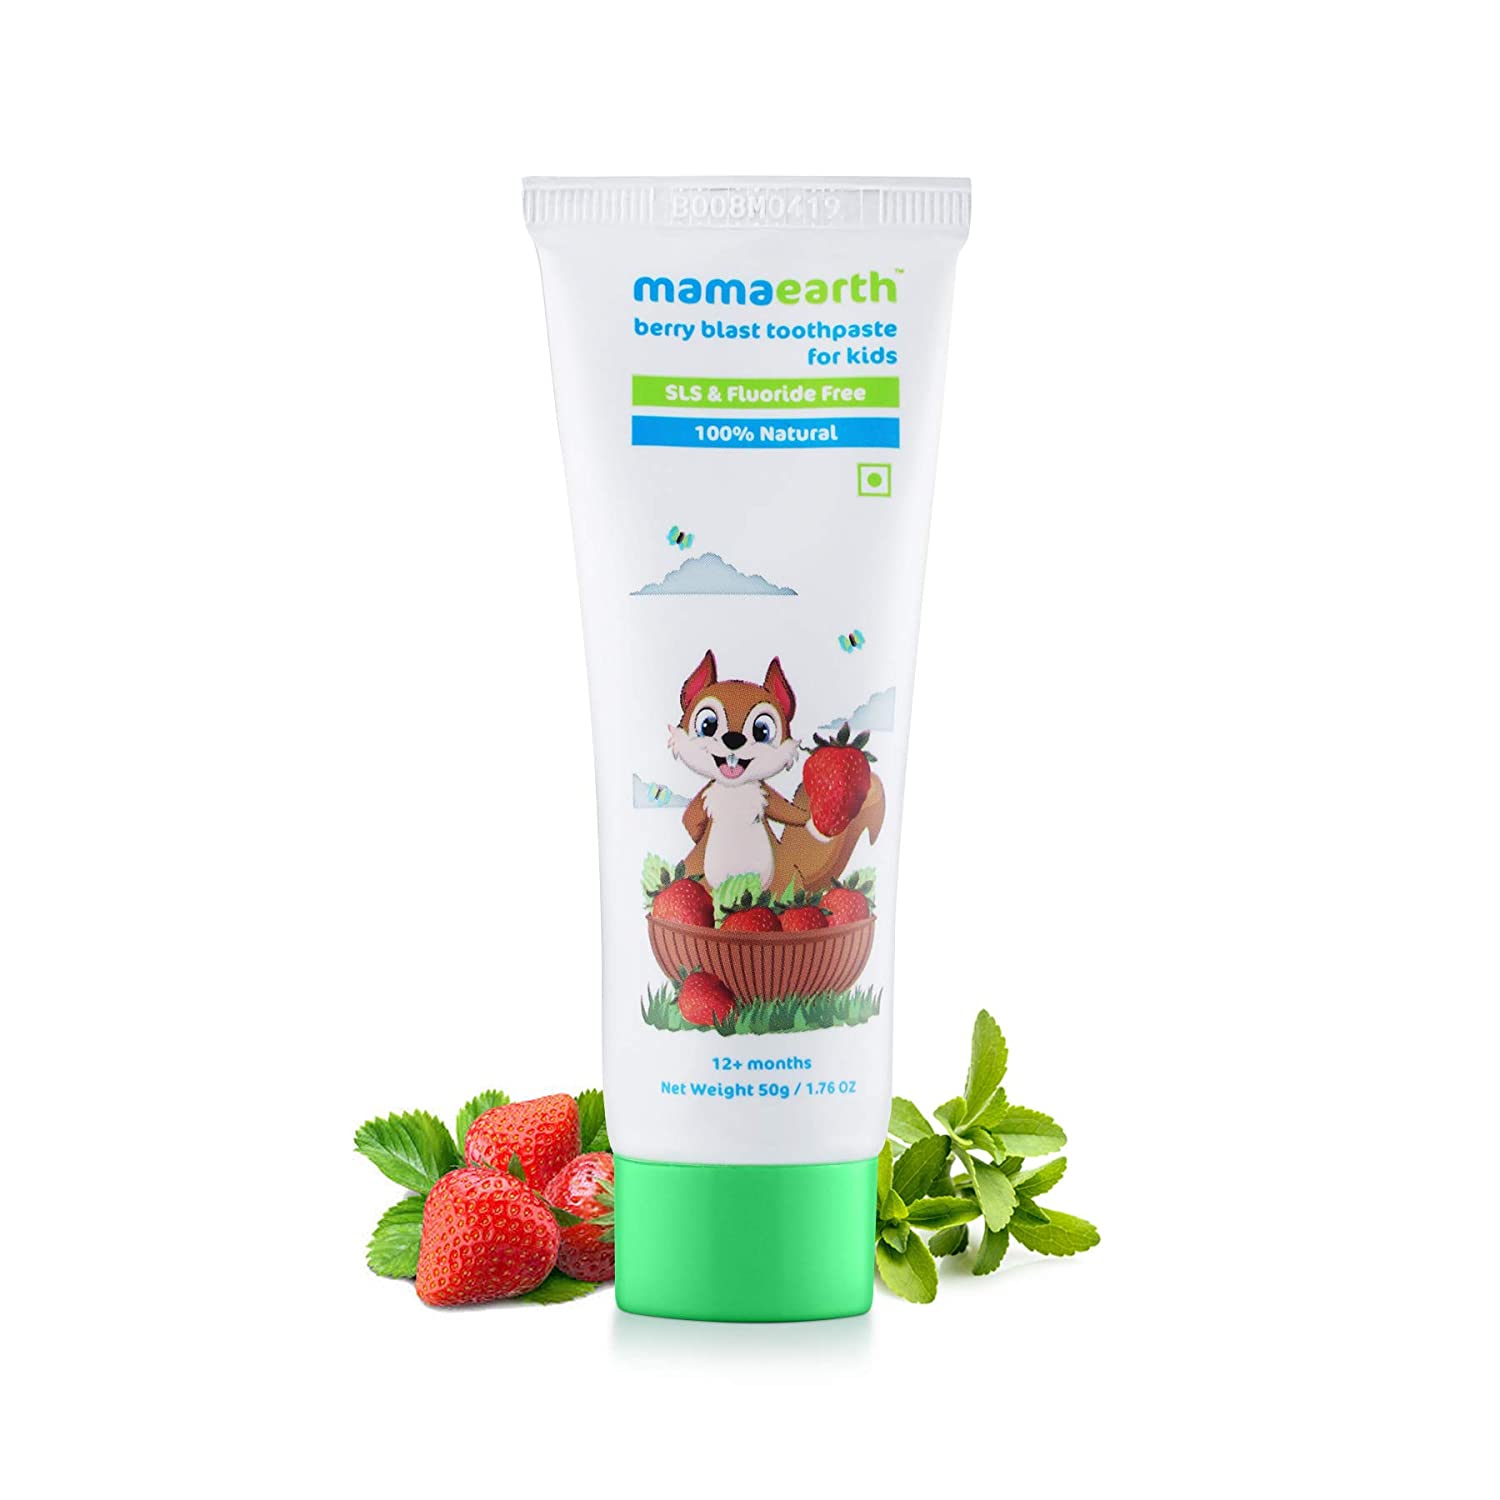 B008M0419
mamaearth™
berry blast toothpaste
for kids
SLS & Fluoride Free
100% Natural
12+ months
Net Weight 50g / 1.76 OZ